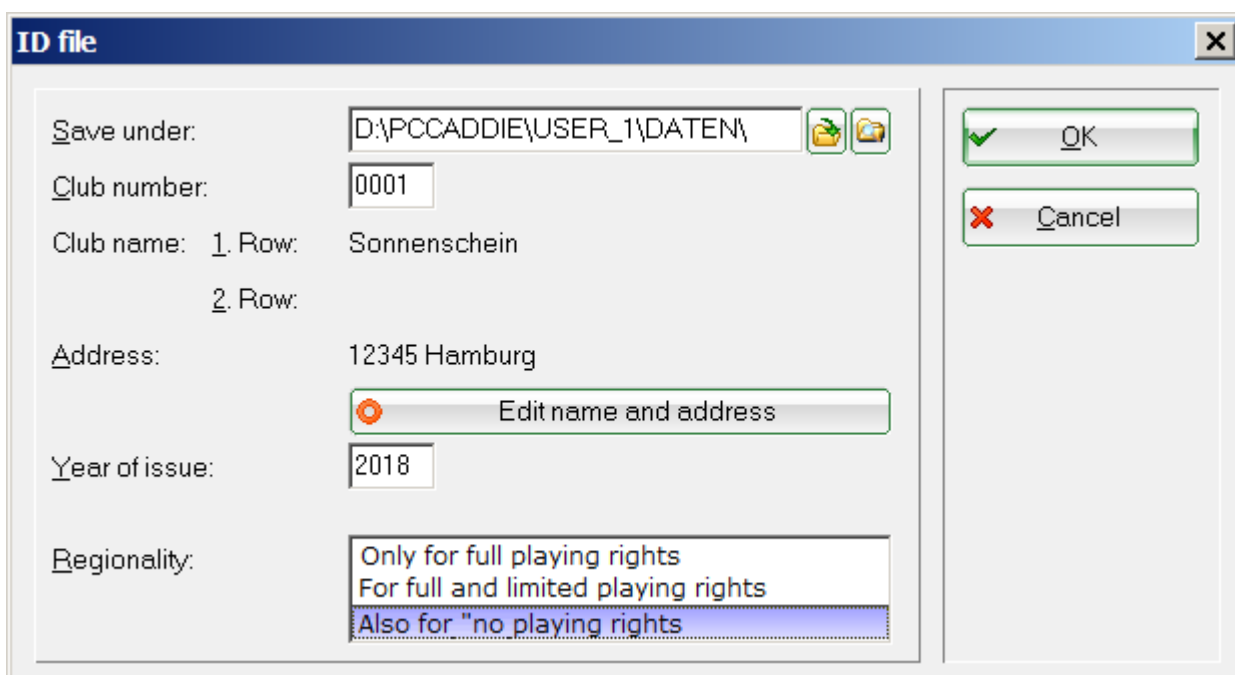 ID file
Save under: D:\PCCADDIE\USER_1\DATEN\
OK
Club number: 0001
Cancel
Club name: 1. Row: Sonnenschein
2. Row:
Address: 12345 Hamburg
Edit name and address
Year of issue: 2018
Regionality: Only for full playing rights
For full and limited playing rights
Also for "no playing rights